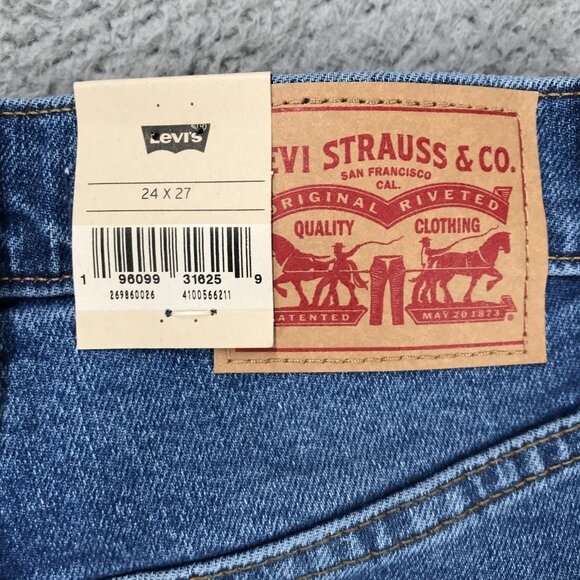 Levi's
24 X 27
1 96099 31625 9
269860026 4100566211
EVI STRAUSS & CO.
SAN FRANCISCO
CAL.
ORIGINAL RIVETED
QUALITY CLOTHING
PATENTED MAY 20 1873